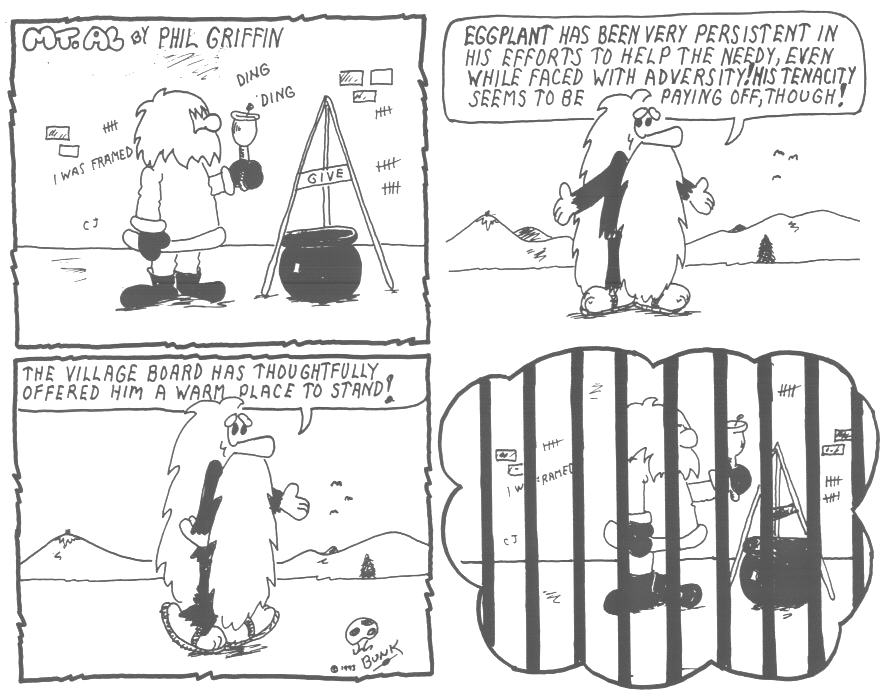 MT. AL BY PHIL GRIFFIN
DING
DING
I WAS FRAMED
GIVE
CJ
EGGPLANT HAS BEEN VERY PERSISTENT IN
HIS EFFORTS TO HELP THE NEEDY, EVEN
WHILE FACED WITH ADVERSITY! HIS TENACITY
SEEMS TO BE PAYING OFF, THOUGH!
THE VILLAGE BOARD HAS THOUGHTFULLY
OFFERED HIM A WARM PLACE TO STAND!
© 1993 BUNK
I W FRAMED
CJ